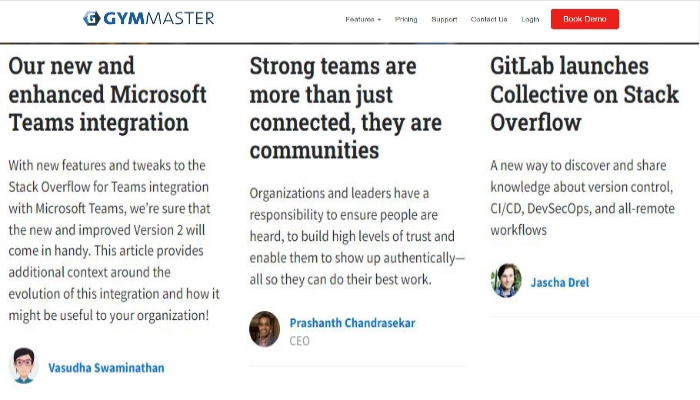 GYMMASTER
Features Pricing Support Contact Us Login Book Demo
Our new and
enhanced Microsoft
Teams integration
With new features and tweaks to the
Stack Overflow for Teams integration
with Microsoft Teams, we're sure that
the new and improved Version 2 will
come in handy. This article provides
additional context around the
evolution of this integration and how it
might be useful to your organization!
Vasudha Swaminathan
Strong teams are
more than just
connected, they are
communities
Organizations and leaders have a
responsibility to ensure people are
heard, to build high levels of trust and
enable them to show up authentically—
all so they can do their best work.
Prashanth Chandrasekar
CEO
GitLab launches
Collective on Stack
Overflow
A new way to discover and share
knowledge about version control,
CI/CD, DevSecOps, and all-remote
workflows
Jascha Drel